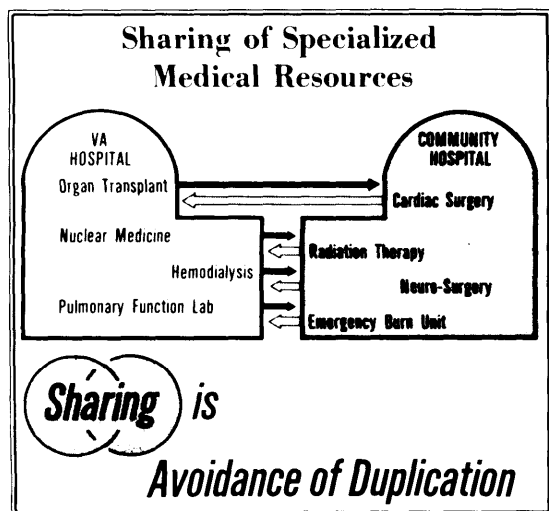 Sharing of Specialized
Medical Resources
VA
HOSPITAL
COMMUNITY
HOSPITAL
Organ Transplant
Cardiac Surgery
Nuclear Medicine
Radiation Therapy
Hemodialysis
Neuro-Surgery
Pulmonary Function Lab
Emergency Burn Unit
Sharing is
Avoidance of Duplication